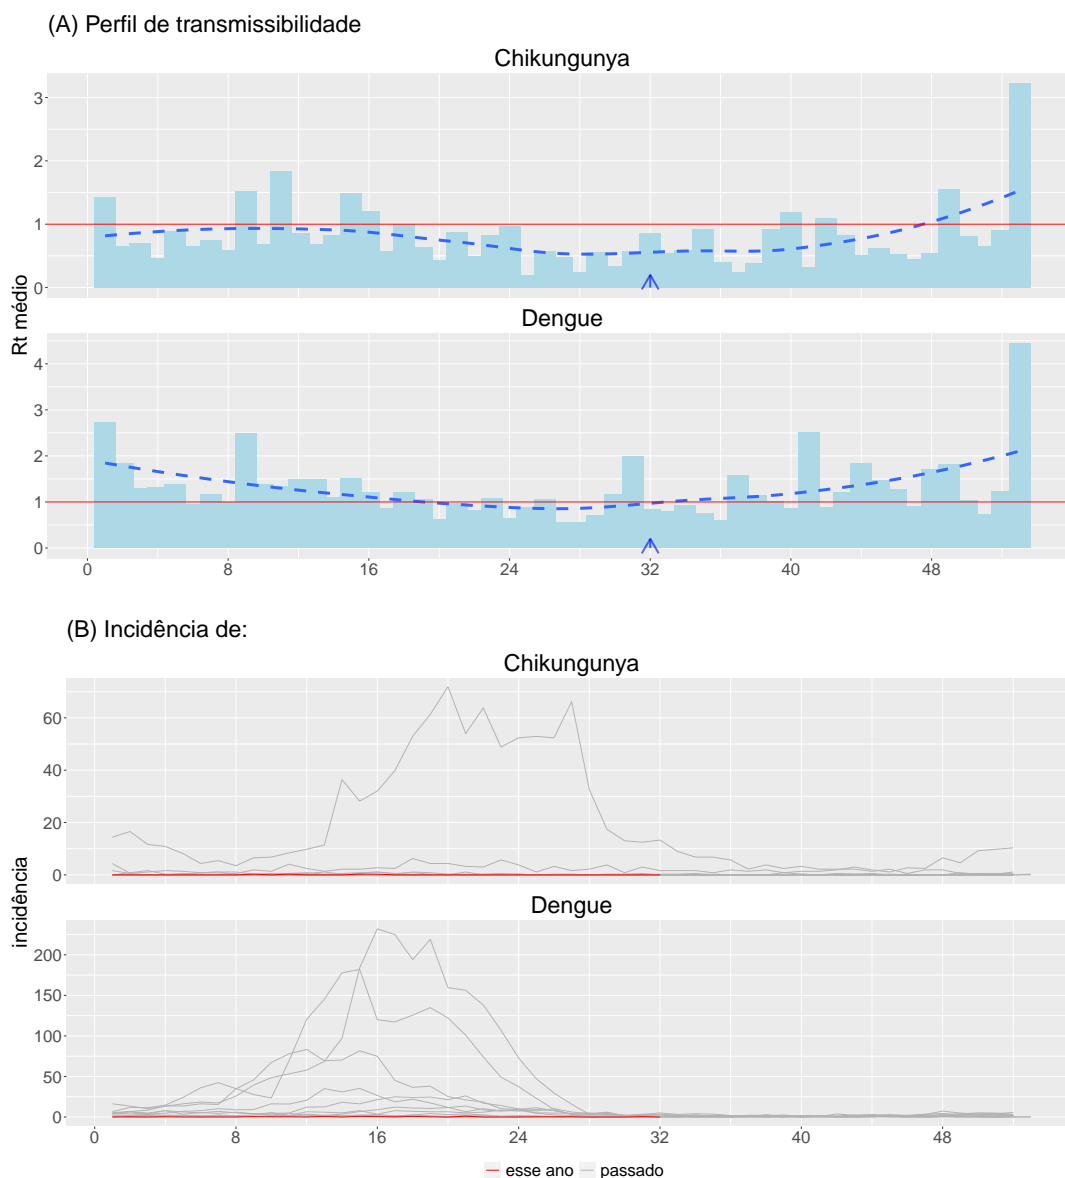 (A) Perfil de transmissibilidade
Chikungunya
3
2
1
0
Rt médio
Dengue
4
3
2
1
0
0 8 16 24 32 40 48
(B) Incidência de:
Chikungunya
60
40
20
0
incidência
Dengue
200
150
100
50
0
0 8 16 24 32 40 48
esse ano passado